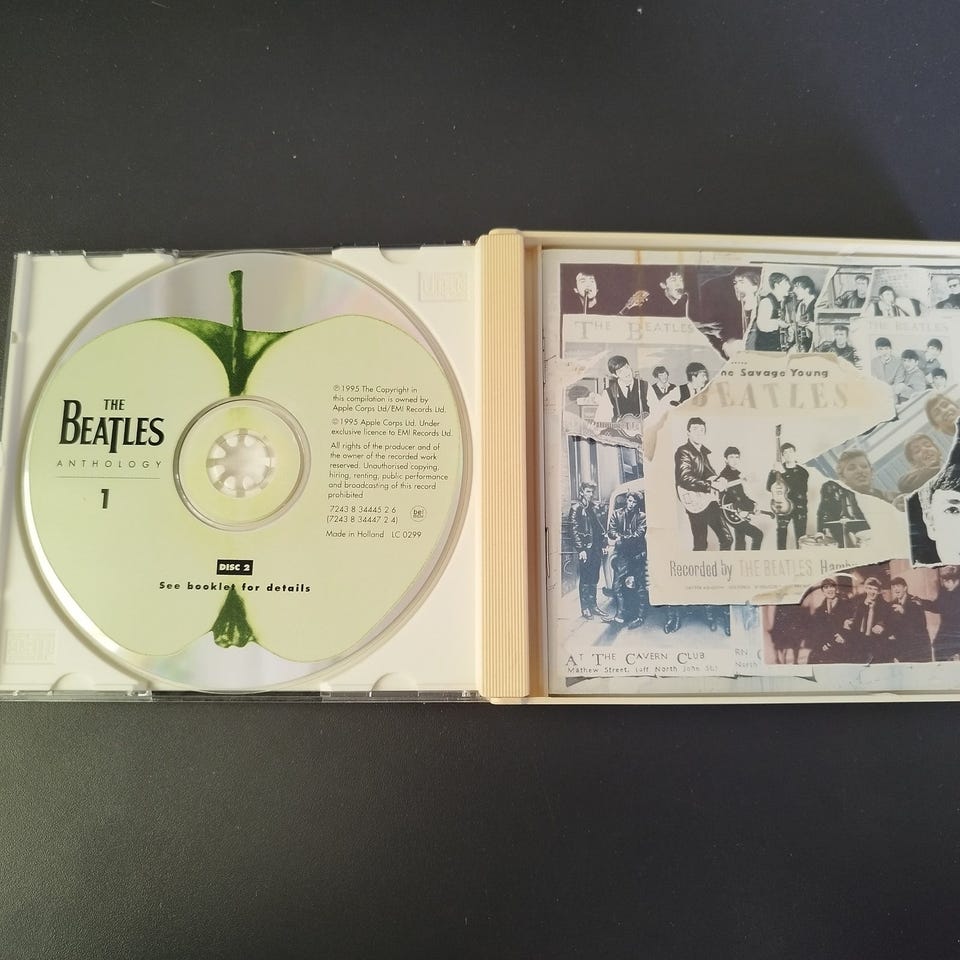 THE
BEATLES
ANTHOLOGY
1
℗ 1995 The Copyright in
this compilation is owned by
Apple Corps Ltd/EMI Records Ltd.
© 1995 Apple Corps Ltd. Under
exclusive licence to EMI Records Ltd.
All rights of the producer and of
the owner of the recorded work
reserved. Unauthorised copying,
hiring, renting, public performance
and broadcasting of this record
prohibited
7243 8 34445 2 6
(7243 8 34447 2 4)
Made in Holland LC 0299
DISC 2
See booklet for details
THE BEATLES
THE BEATLES
Savage Young
BEATLES
Recorded by THE BEATLES
AT THE CAVERN CLUB
Mathew Street, (off North John St)
North